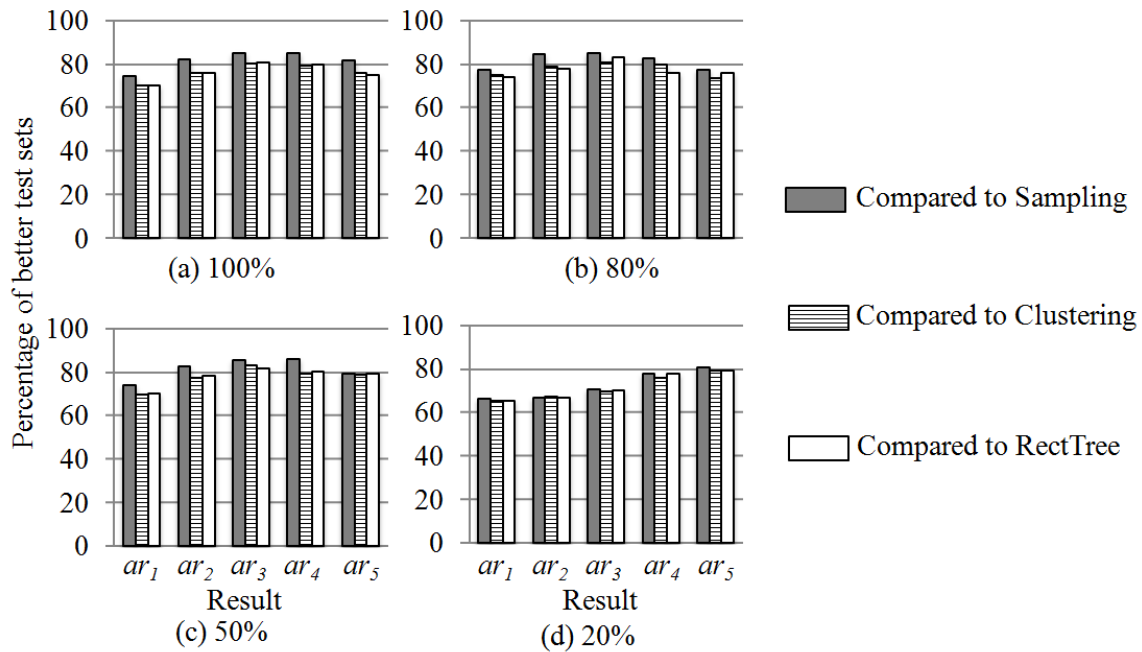 Percentage of better test sets
100
80
60
40
20
0
(a) 100%
100
80
60
40
20
0
(b) 80%
100
80
60
40
20
0
ar1 ar2 ar3 ar4 ar5
Result
(c) 50%
100
80
60
40
20
0
ar1 ar2 ar3 ar4 ar5
Result
(d) 20%
Compared to Sampling
Compared to Clustering
Compared to RectTree